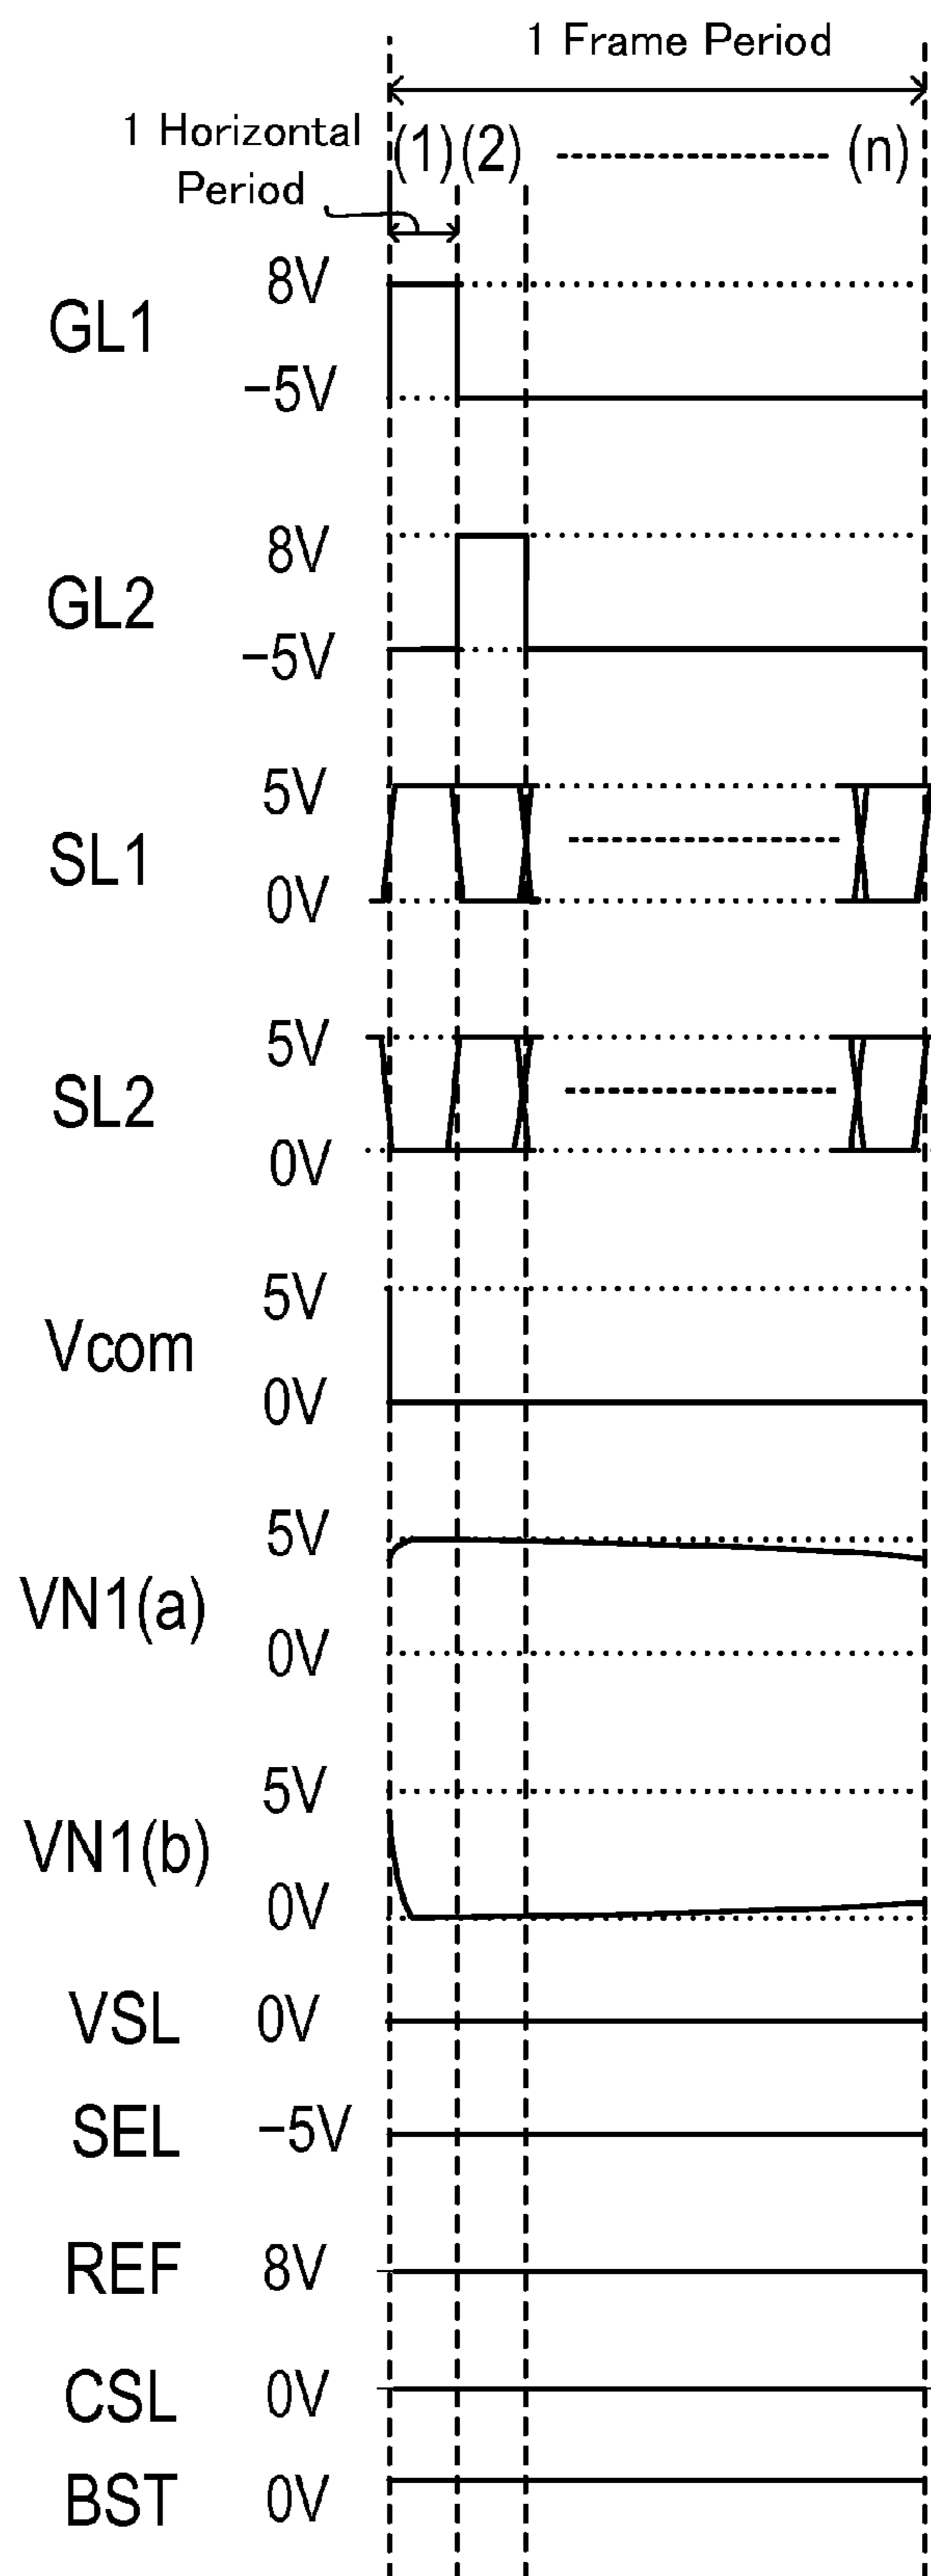 1 Frame Period
1 Horizontal Period
(1) (2) (n)
GL1 8V −5V
GL2 8V −5V
SL1 5V 0V
SL2 5V 0V
Vcom 5V 0V
VN1(a) 5V 0V
VN1(b) 5V 0V
VSL 0V
SEL −5V
REF 8V
CSL 0V
BST 0V